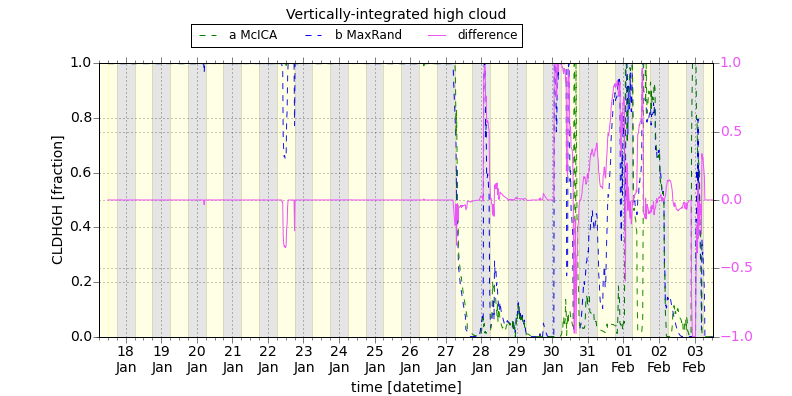 Vertically-integrated high cloud
a McICA b MaxRand difference
1.0 1.0
0.8 0.5
0.6 0.0
0.4 −0.5
0.2 −1.0
0.0
CLDHGH [fraction]
18 19 20 21 22 23 24 25 26 27 28 29 30 31 01 02 03
Jan Jan Jan Jan Jan Jan Jan Jan Jan Jan Jan Jan Jan Jan Feb Feb Feb
time [datetime]